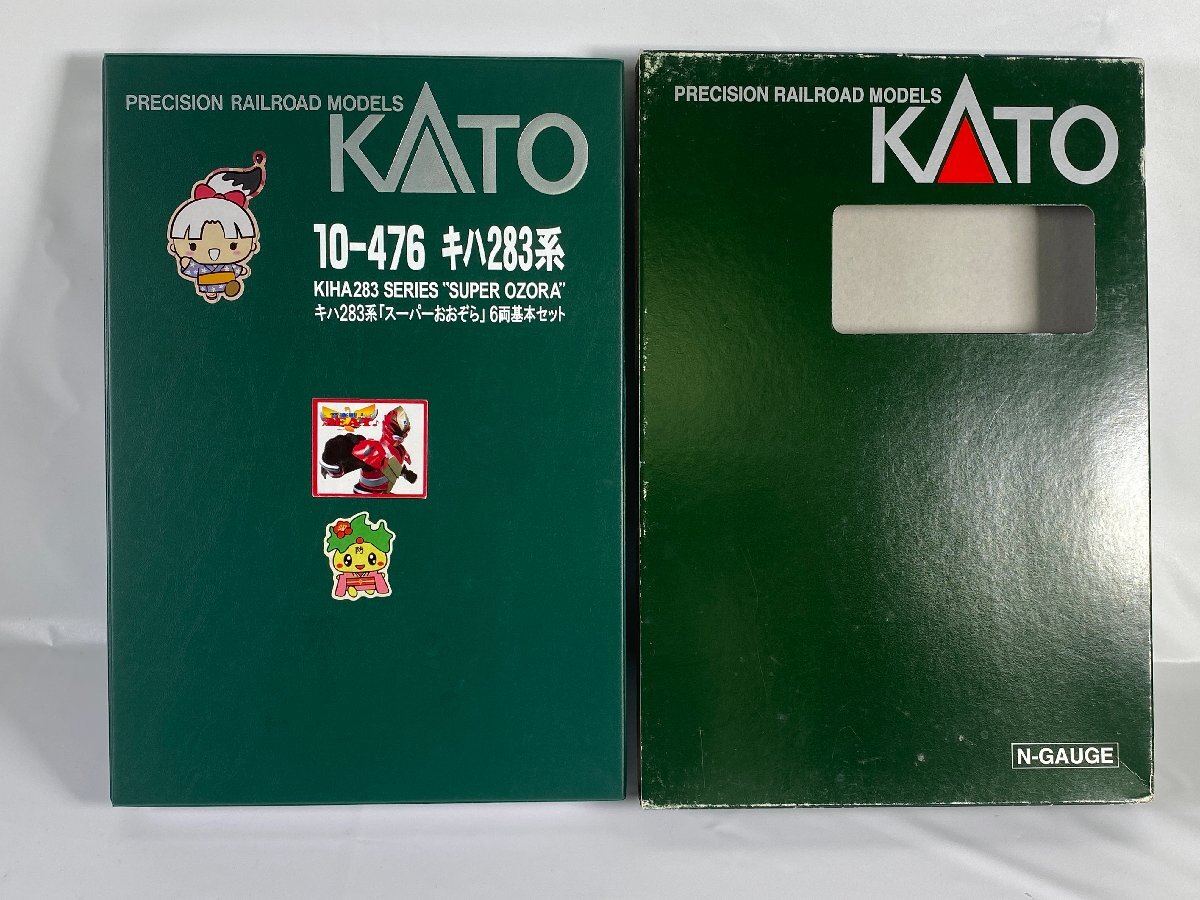 PRECISION RAILROAD MODELS
KATO
10-476 キハ283系
KIHA283 SERIES "SUPER OZORA"
キハ283系「スーパーおおぞら」6両基本セット
PRECISION RAILROAD MODELS
KATO
N-GAUGE